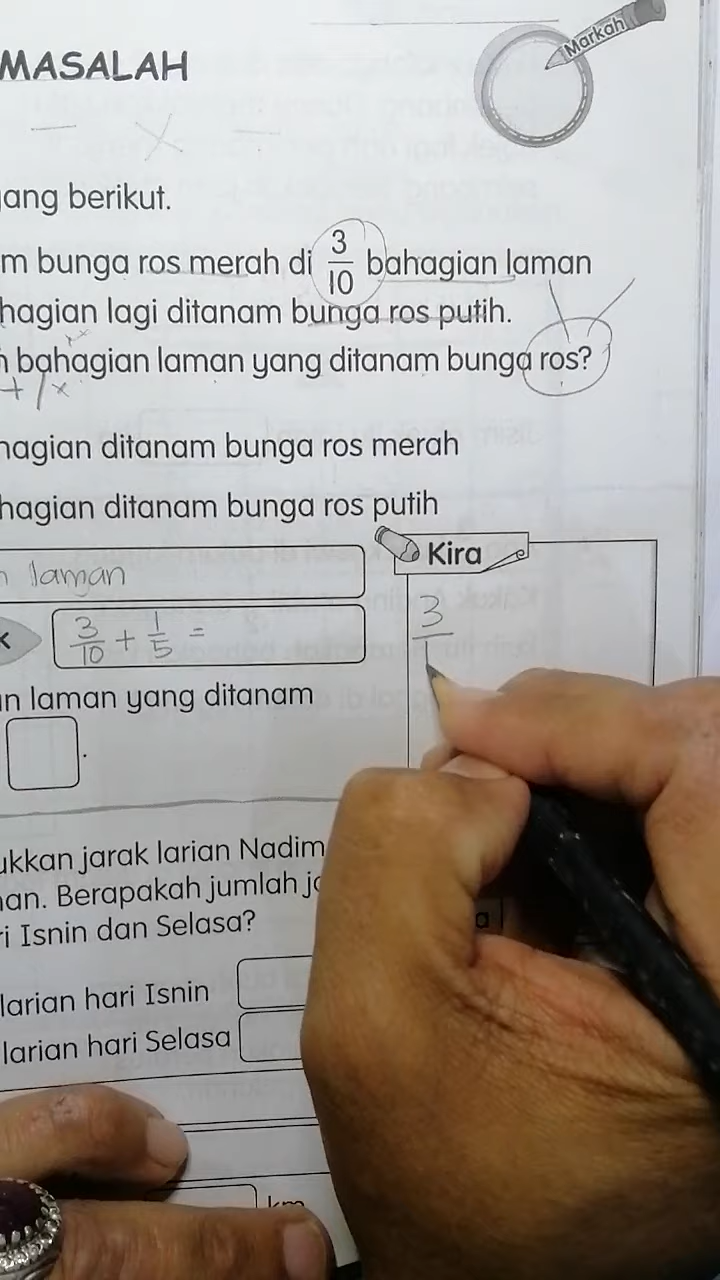 Markah
MASALAH
ang berikut.
m bunga ros merah di 3/10 bahagian laman
hagian lagi ditanam bunga ros putih.
bahagian laman yang ditanam bunga ros?
+ / x
hagian ditanam bunga ros merah
hagian ditanam bunga ros putih
Kira
laman
3/10 + 1/5 =
3
n laman yang ditanam
.
ukkan jarak larian Nadim
an. Berapakah jumlah j
i Isnin dan Selasa?
larian hari Isnin
larian hari Selasa
km